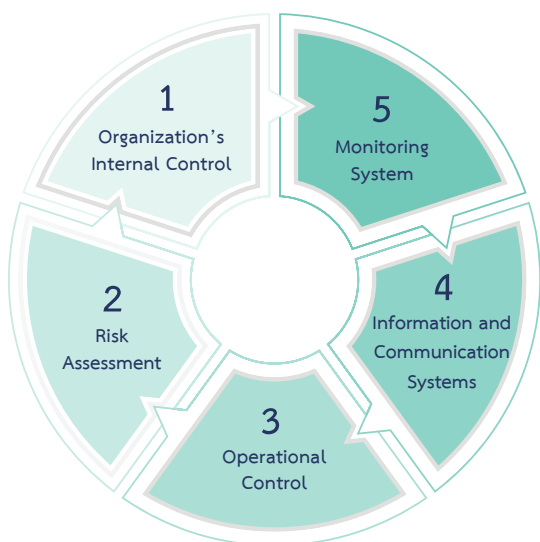 1
Organization's
Internal Control
2
Risk
Assessment
3
Operational
Control
4
Information and
Communication
Systems
5
Monitoring
System